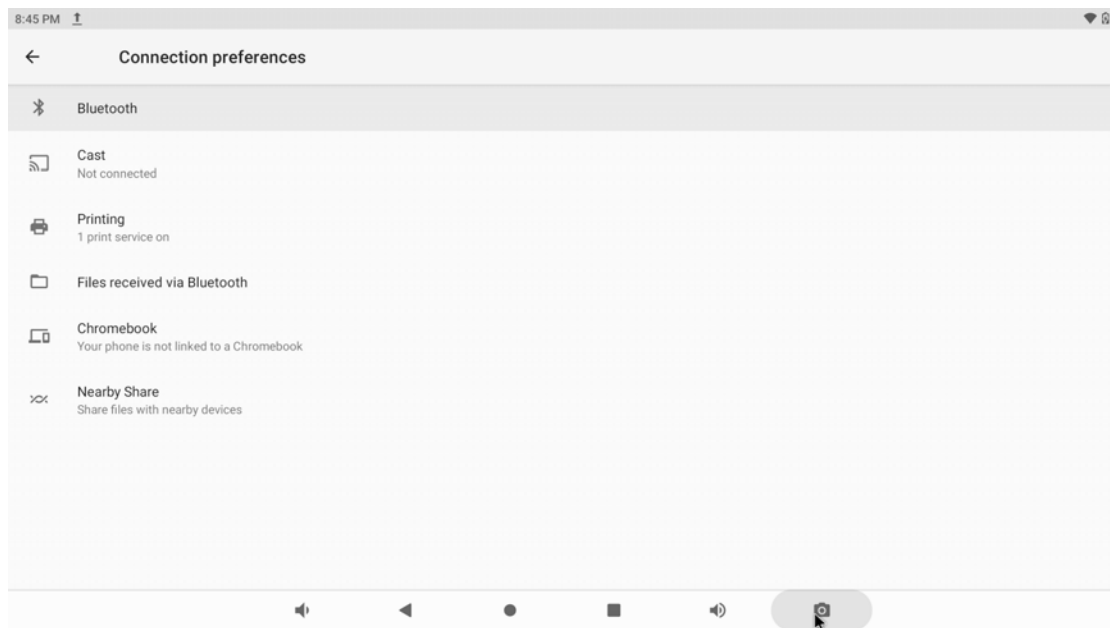 8:45 PM
Connection preferences
Bluetooth
Cast
Not connected
Printing
1 print service on
Files received via Bluetooth
Chromebook
Your phone is not linked to a Chromebook
Nearby Share
Share files with nearby devices